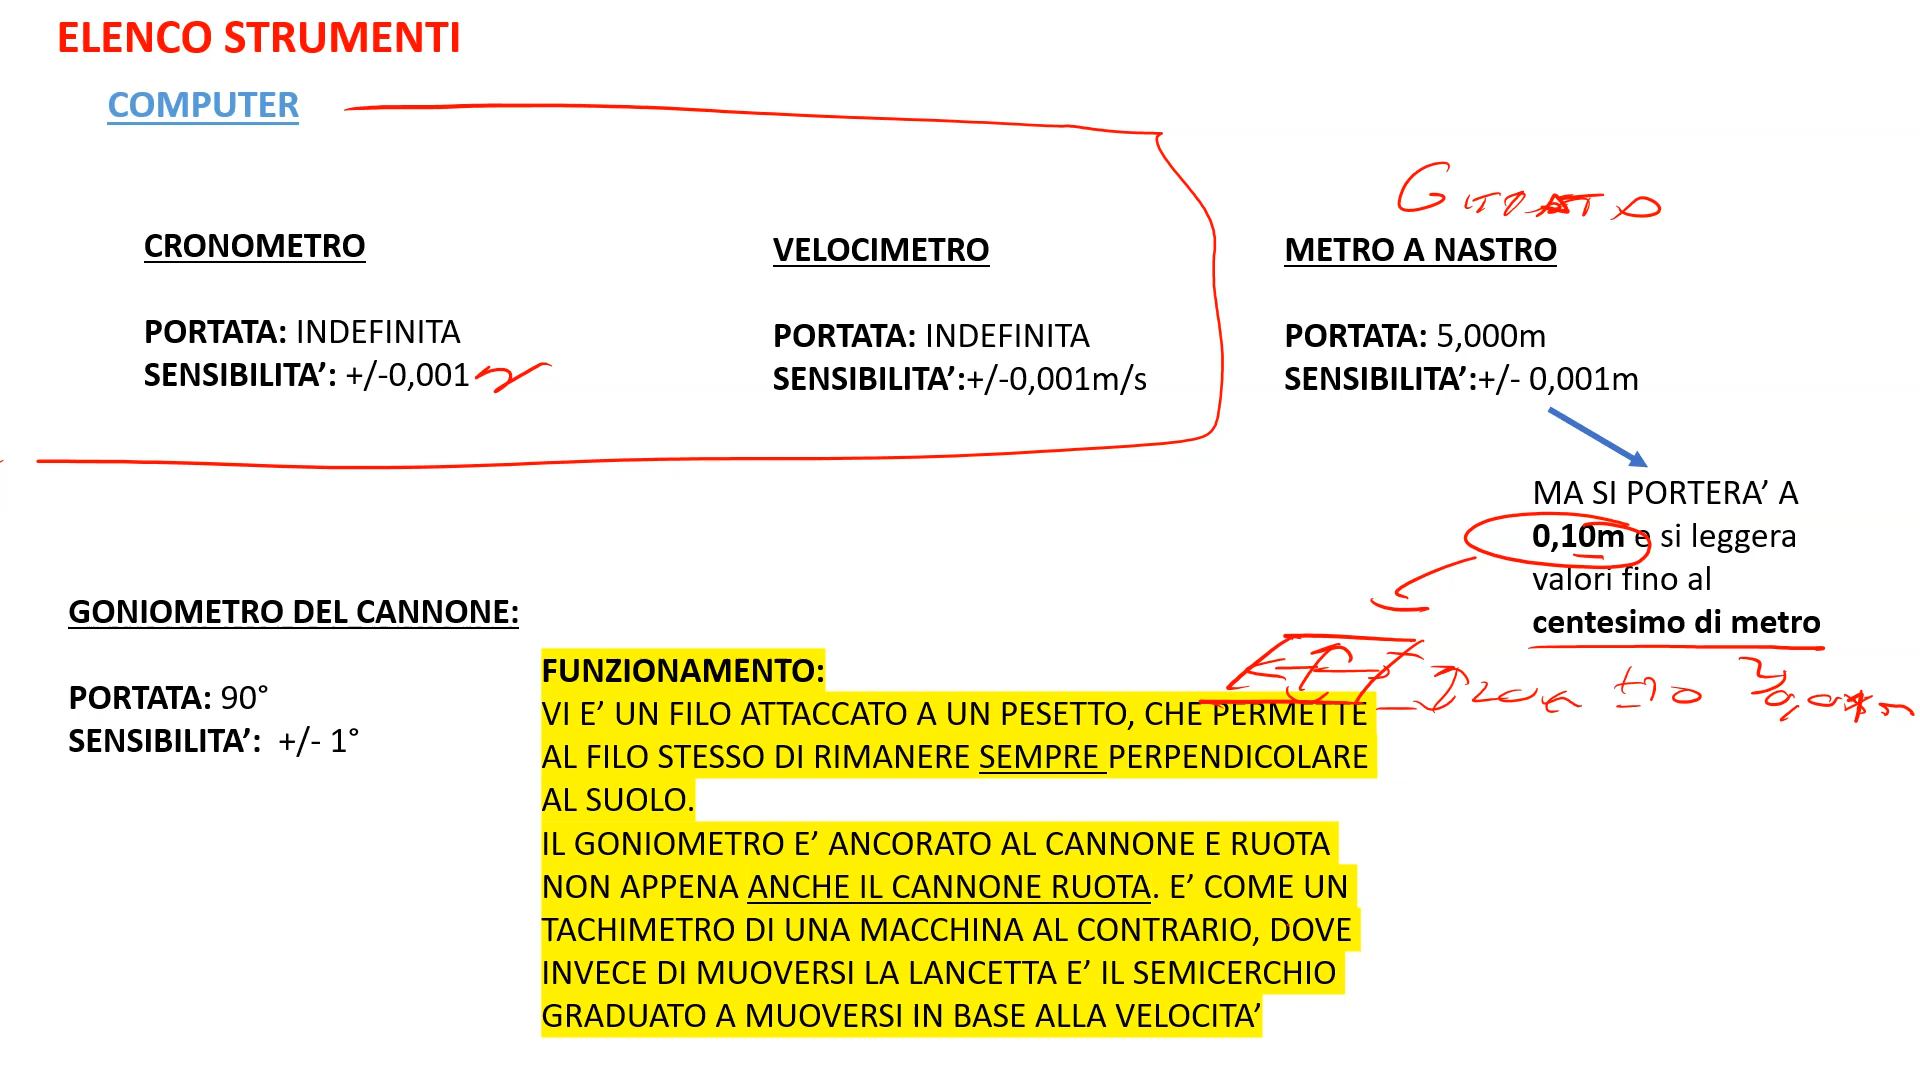 ELENCO STRUMENTI
COMPUTER
CRONOMETRO
PORTATA: INDEFINITA
SENSIBILITA’: +/-0,001
VELOCIMETRO
PORTATA: INDEFINITA
SENSIBILITA’:+/-0,001m/s
METRO A NASTRO
PORTATA: 5,000m
SENSIBILITA’:+/- 0,001m
MA SI PORTERA’ A
0,10m e si leggera
valori fino al
centesimo di metro
GONIOMETRO DEL CANNONE:
PORTATA: 90°
SENSIBILITA’: +/- 1°
FUNZIONAMENTO:
VI E’ UN FILO ATTACCATO A UN PESETTO, CHE PERMETTE
AL FILO STESSO DI RIMANERE SEMPRE PERPENDICOLARE
AL SUOLO.
IL GONIOMETRO E’ ANCORATO AL CANNONE E RUOTA
NON APPENA ANCHE IL CANNONE RUOTA. E’ COME UN
TACHIMETRO DI UNA MACCHINA AL CONTRARIO, DOVE
INVECE DI MUOVERSI LA LANCETTA E’ IL SEMICERCHIO
GRADUATO A MUOVERSI IN BASE ALLA VELOCITA’